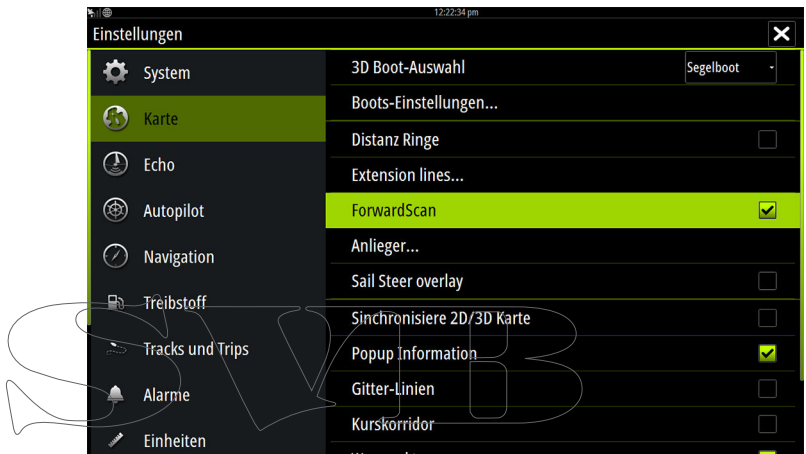 12:22:34 pm
Einstellungen
System
Karte
Echo
Autopilot
Navigation
Treibstoff
Tracks und Trips
Alarme
Einheiten
3D Boot-Auswahl
Segelboot
Boots-Einstellungen...
Distanz Ringe
Extension lines...
ForwardScan
Anlieger...
Sail Steer overlay
Sinchronisiere 2D/3D Karte
Popup Information
Gitter-Linien
Kurskorridor
SVB